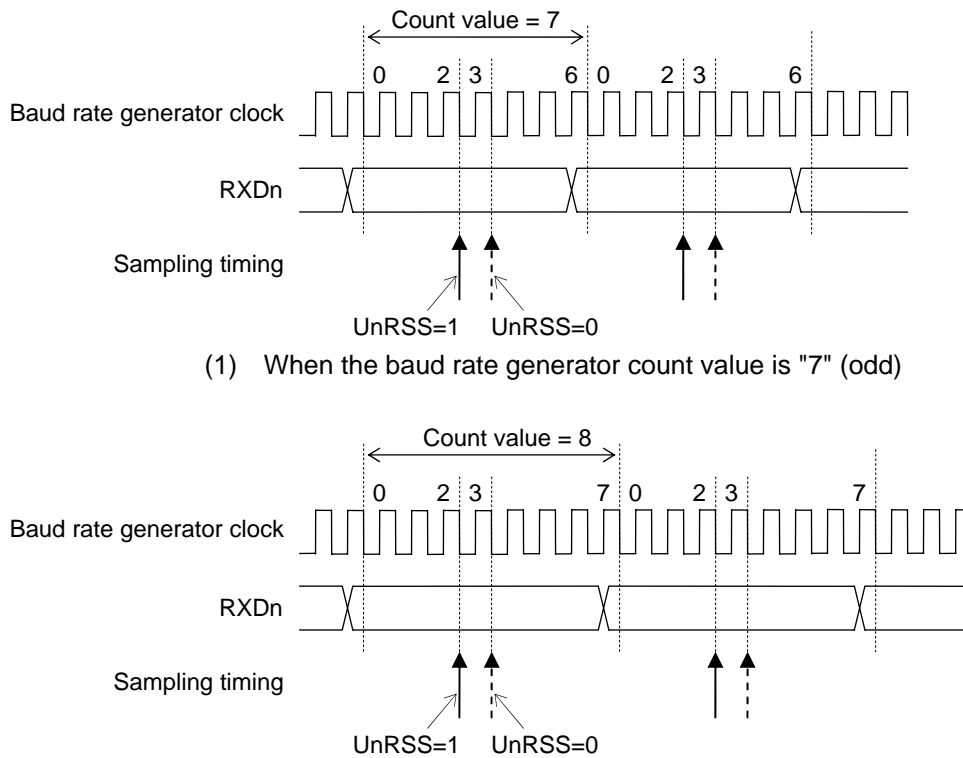 Count value = 7
0 2 3 6 0 2 3 6
Baud rate generator clock
RXDn
Sampling timing
UnRSS=1 UnRSS=0
(1) When the baud rate generator count value is "7" (odd)
Count value = 8
0 2 3 7 0 2 3 7
Baud rate generator clock
RXDn
Sampling timing
UnRSS=1 UnRSS=0